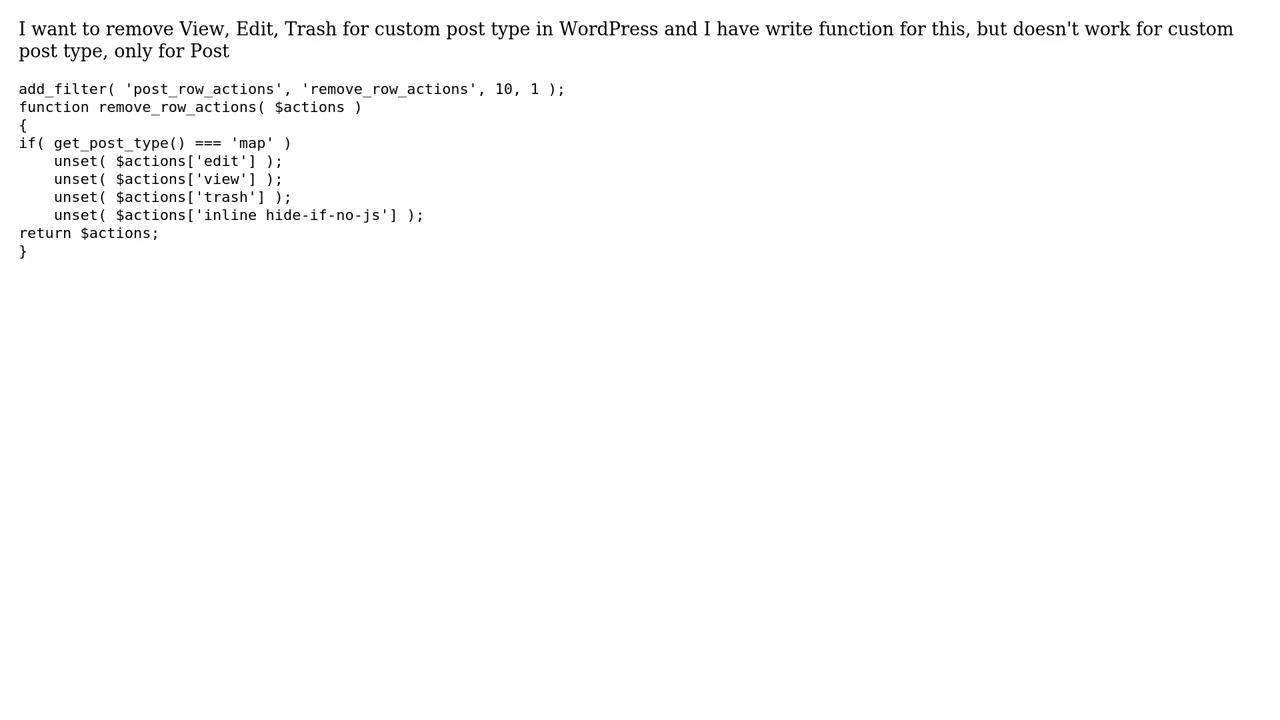 I want to remove View, Edit, Trash for custom post type in WordPress and I have write function for this, but doesn't work for custom
post type, only for Post
add_filter( 'post_row_actions', 'remove_row_actions', 10, 1 );
function remove_row_actions( $actions )
{
if( get_post_type() === 'map' )
    unset( $actions['edit'] );
    unset( $actions['view'] );
    unset( $actions['trash'] );
    unset( $actions['inline hide-if-no-js'] );
return $actions;
}